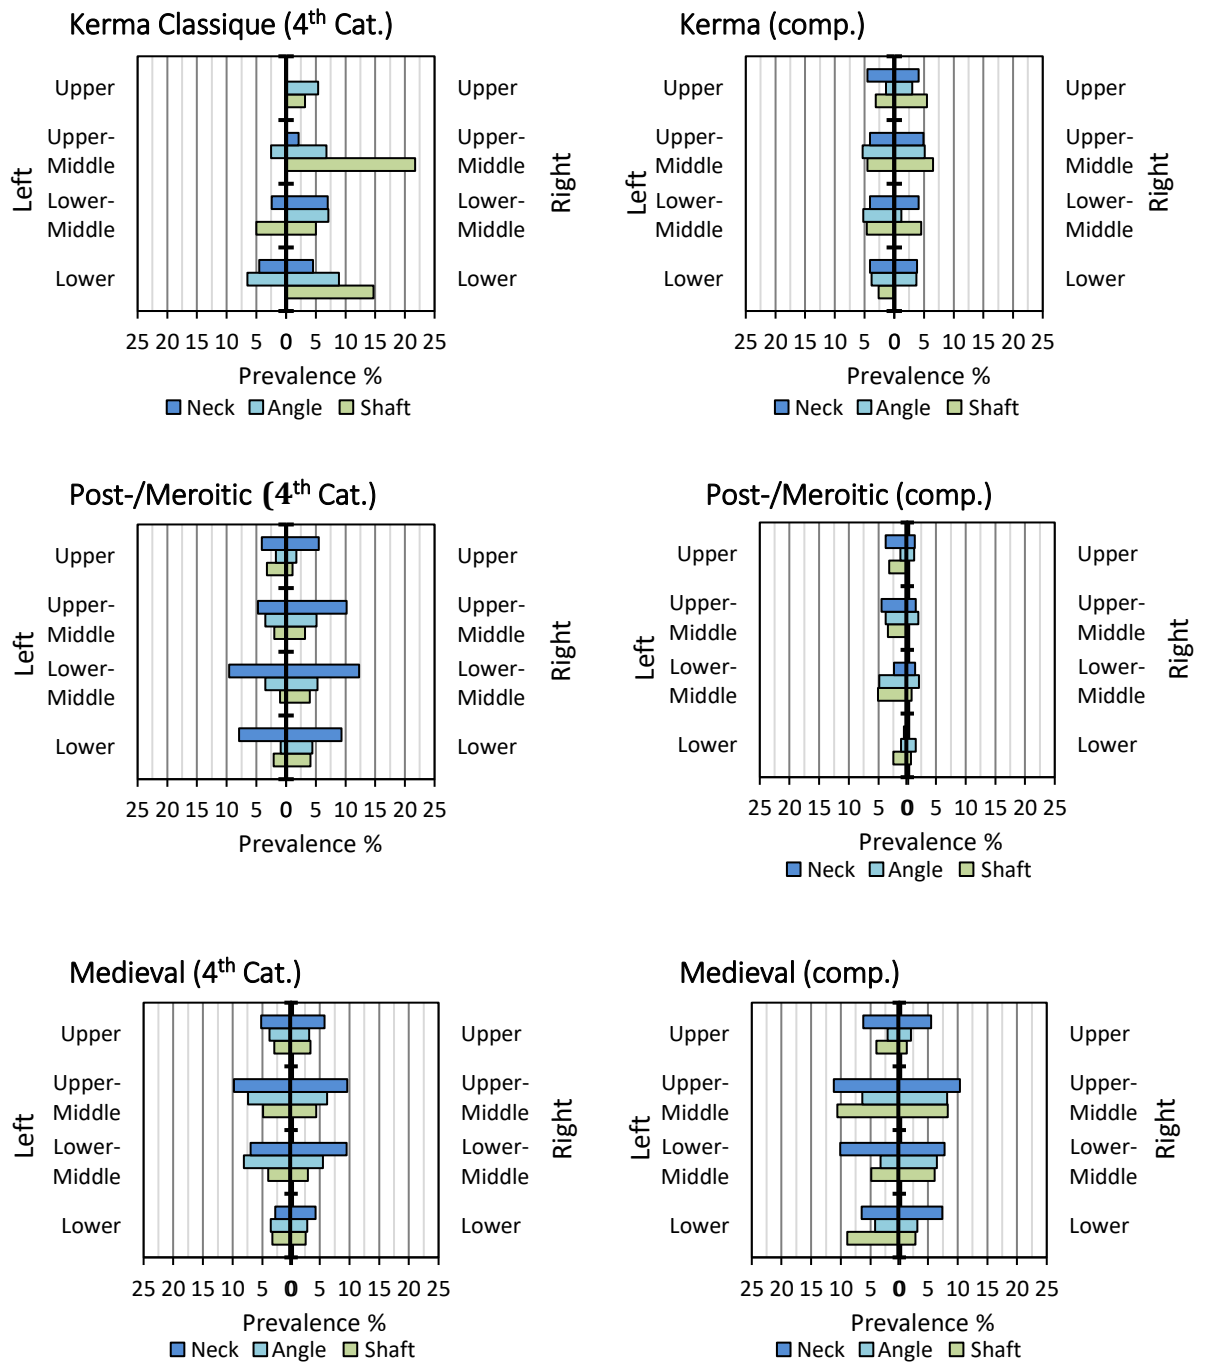 Kerma Classique (4th Cat.)
Left
Upper
Upper-
Middle
Lower-
Middle
Lower
Upper
Upper-
Middle
Lower-
Middle
Lower
Right
25 20 15 10 5 0 5 10 15 20 25
Prevalence %
Neck Angle Shaft
Kerma (comp.)
Left
Upper
Upper-
Middle
Lower-
Middle
Lower
Upper
Upper-
Middle
Lower-
Middle
Lower
Right
25 20 15 10 5 0 5 10 15 20 25
Prevalence %
Neck Angle Shaft
Post-/Meroitic (4th Cat.)
Left
Upper
Upper-
Middle
Lower-
Middle
Lower
Upper
Upper-
Middle
Lower-
Middle
Lower
Right
25 20 15 10 5 0 5 10 15 20 25
Prevalence %
Post-/Meroitic (comp.)
Left
Upper
Upper-
Middle
Lower-
Middle
Lower
Upper
Upper-
Middle
Lower-
Middle
Lower
Right
25 20 15 10 5 0 5 10 15 20 25
Prevalence %
Neck Angle Shaft
Medieval (4th Cat.)
Left
Upper
Upper-
Middle
Lower-
Middle
Lower
Upper
Upper-
Middle
Lower-
Middle
Lower
Right
25 20 15 10 5 0 5 10 15 20 25
Prevalence %
Neck Angle Shaft
Medieval (comp.)
Left
Upper
Upper-
Middle
Lower-
Middle
Lower
Upper
Upper-
Middle
Lower-
Middle
Lower
Right
25 20 15 10 5 0 5 10 15 20 25
Prevalence %
Neck Angle Shaft